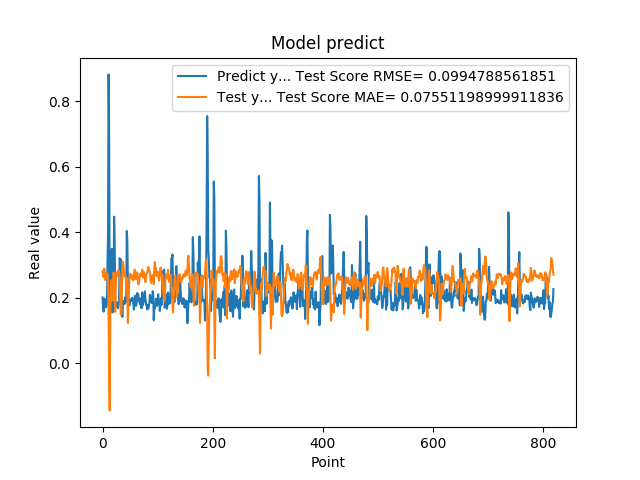 Model predict
Predict y... Test Score RMSE= 0.0994788561851
Test y... Test Score MAE= 0.07551198999911836
Real value
0.8
0.6
0.4
0.2
0.0
0 200 400 600 800
Point